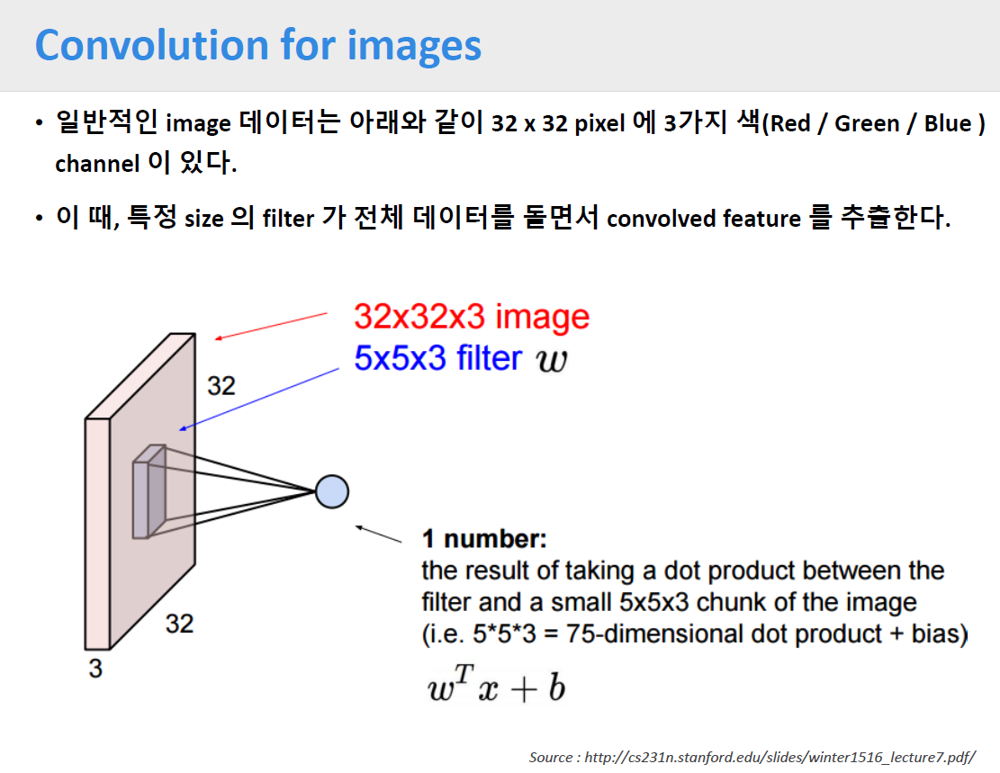 Convolution for images
• 일반적인 image 데이터는 아래와 같이 32 x 32 pixel 에 3가지 색(Red / Green / Blue )
channel 이 있다.
• 이 때, 특정 size 의 filter 가 전체 데이터를 돌면서 convolved feature 를 추출한다.
32x32x3 image
5x5x3 filter w
32
1 number:
the result of taking a dot product between the
filter and a small 5x5x3 chunk of the image
(i.e. 5*5*3 = 75-dimensional dot product + bias)
32
3
w^T x + b
Source : http://cs231n.stanford.edu/slides/winter1516_lecture7.pdf/